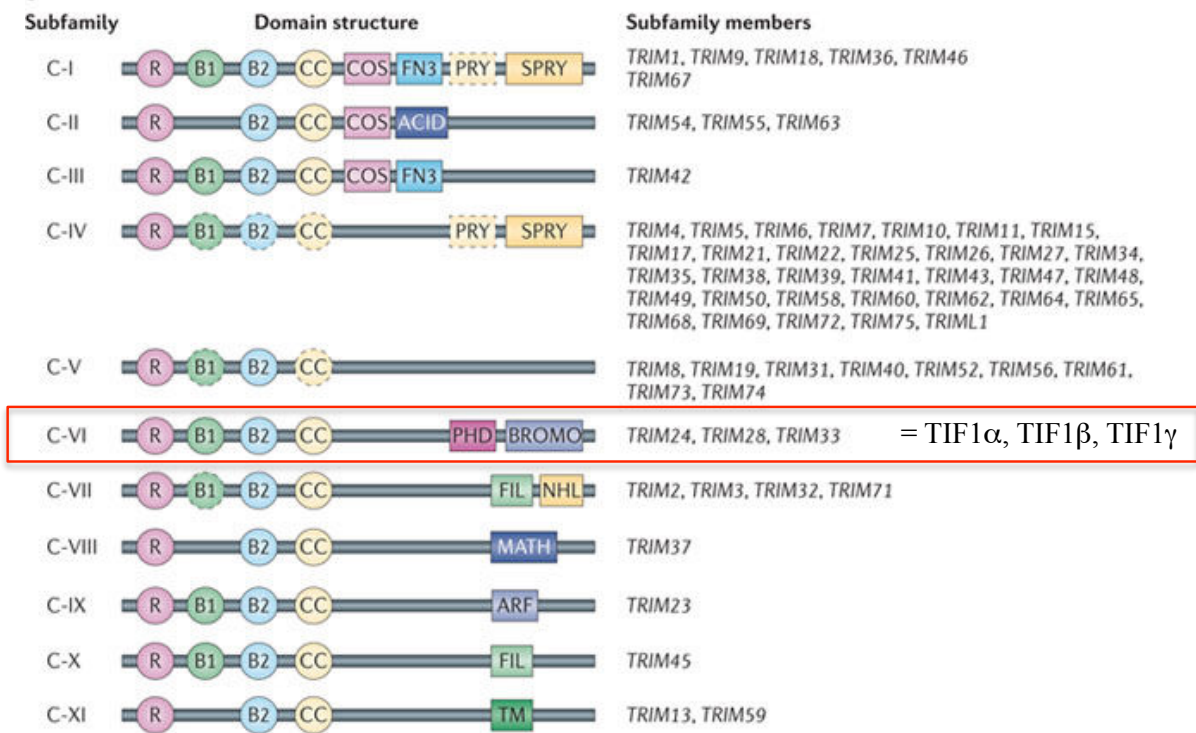 Subfamily Domain structure Subfamily members
C-I R B1 B2 CC COS FN3 PRY SPRY TRIM1, TRIM9, TRIM18, TRIM36, TRIM46
TRIM67
C-II R B2 CC COS ACID TRIM54, TRIM55, TRIM63
C-III R B1 B2 CC COS FN3 TRIM42
C-IV R B1 B2 CC PRY SPRY TRIM4, TRIM5, TRIM6, TRIM7, TRIM10, TRIM11, TRIM15,
TRIM17, TRIM21, TRIM22, TRIM25, TRIM26, TRIM27, TRIM34,
TRIM35, TRIM38, TRIM39, TRIM41, TRIM43, TRIM47, TRIM48,
TRIM49, TRIM50, TRIM58, TRIM60, TRIM62, TRIM64, TRIM65,
TRIM68, TRIM69, TRIM72, TRIM75, TRIML1
C-V R B1 B2 CC TRIM8, TRIM19, TRIM31, TRIM40, TRIM52, TRIM56, TRIM61,
TRIM73, TRIM74
C-VI R B1 B2 CC PHD BROMO TRIM24, TRIM28, TRIM33 = TIF1α, TIF1β, TIF1γ
C-VII R B1 B2 CC FIL NHL TRIM2, TRIM3, TRIM32, TRIM71
C-VIII R B2 CC MATH TRIM37
C-IX R B1 B2 CC ARF TRIM23
C-X R B1 B2 CC FIL TRIM45
C-XI R B2 CC TM TRIM13, TRIM59